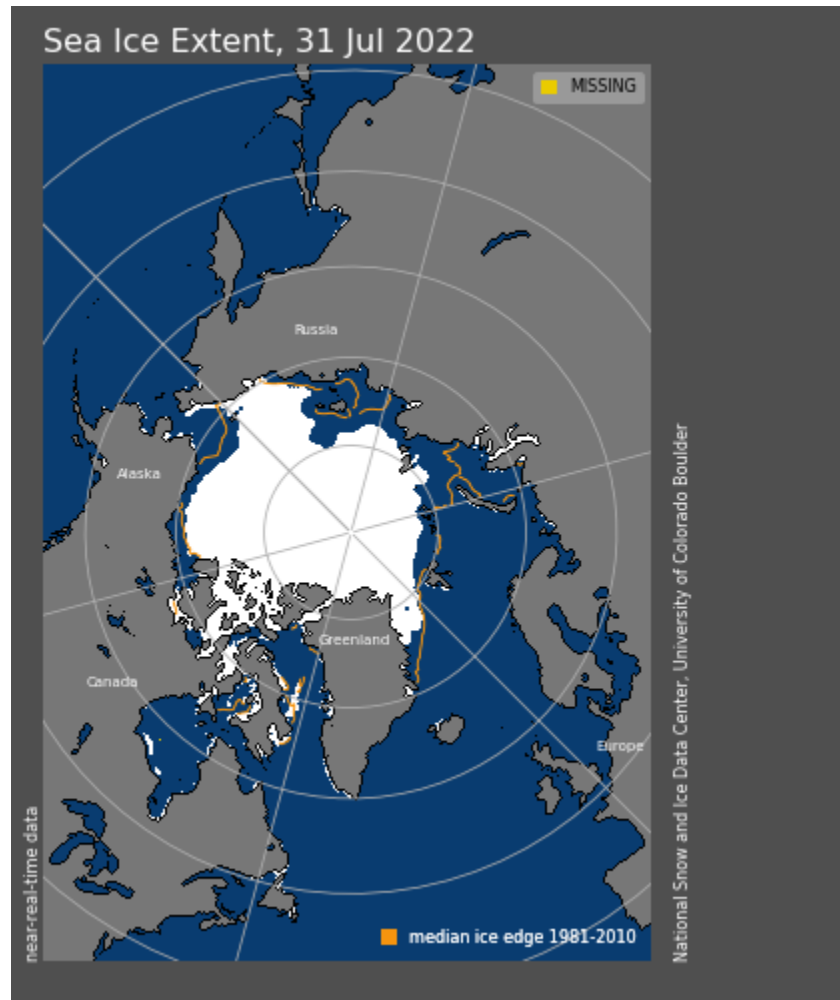 Sea Ice Extent, 31 Jul 2022
MISSING
Russia
Alaska
Greenland
Canada
Europe
median ice edge 1981-2010
near-real-time data
National Snow and Ice Data Center, University of Colorado Boulder